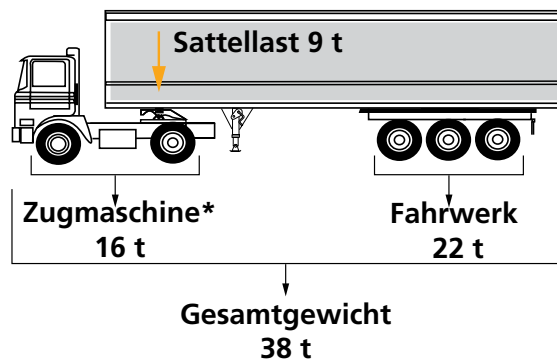 Sattellast 9 t
Zugmaschine*
16 t
Fahrwerk
22 t
Gesamtgewicht
38 t